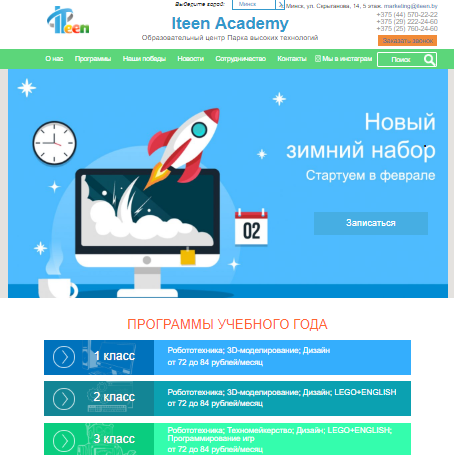 Iteen
Выберите город:
Минск
Минск, ул. Скрыганова, 14, 5 этаж marketing@iteen.by
+375 (44) 570-22-22
+375 (29) 222-24-60
+375 (25) 760-24-60
Заказать звонок
Iteen Academy
Образовательный центр Парка высоких технологий
О нас Программы Наши победы Новости Сотрудничество Контакты Мы в инстаграм Поиск
Новый
зимний набор
Стартуем в феврале
02
Записаться
ПРОГРАММЫ УЧЕБНОГО ГОДА
1 класс
Робототехника; 3D-моделирование; Дизайн
от 72 до 84 рублей/месяц
2 класс
Робототехника; 3D-моделирование; Дизайн; LEGO+ENGLISH
от 72 до 84 рублей/месяц
3 класс
Робототехника; Техномейкерство; Дизайн; LEGO+ENGLISH;
Программирование игр
от 72 до 84 рублей/месяц